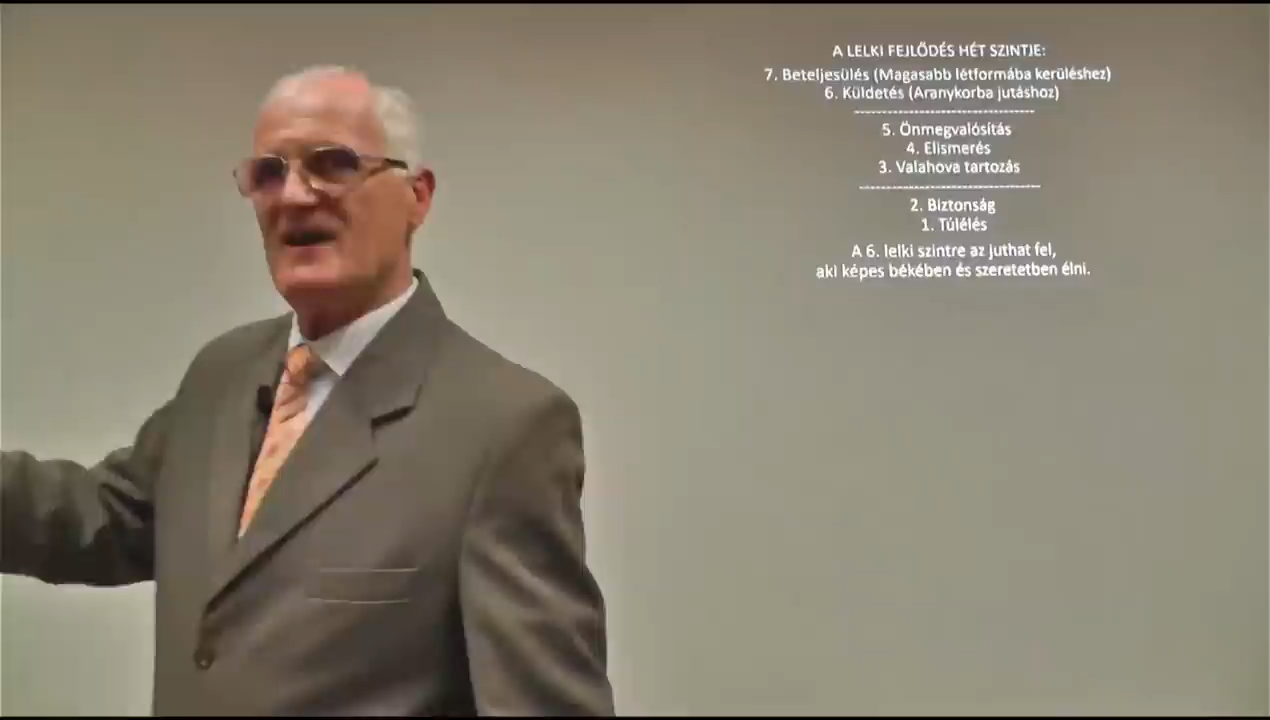 A LELKI FEJLŐDÉS HÉT SZINTJE:
7. Beteljesülés (Magasabb létformába kerüléshez)
6. Küldetés (Aranykorba jutáshoz)
------------------------------------
5. Önmegvalósítás
4. Elismerés
3. Valahova tartozás
------------------------------------
2. Biztonság
1. Túlélés
A 6. lelki szintre az juthat fel,
aki képes békében és szeretetben élni.